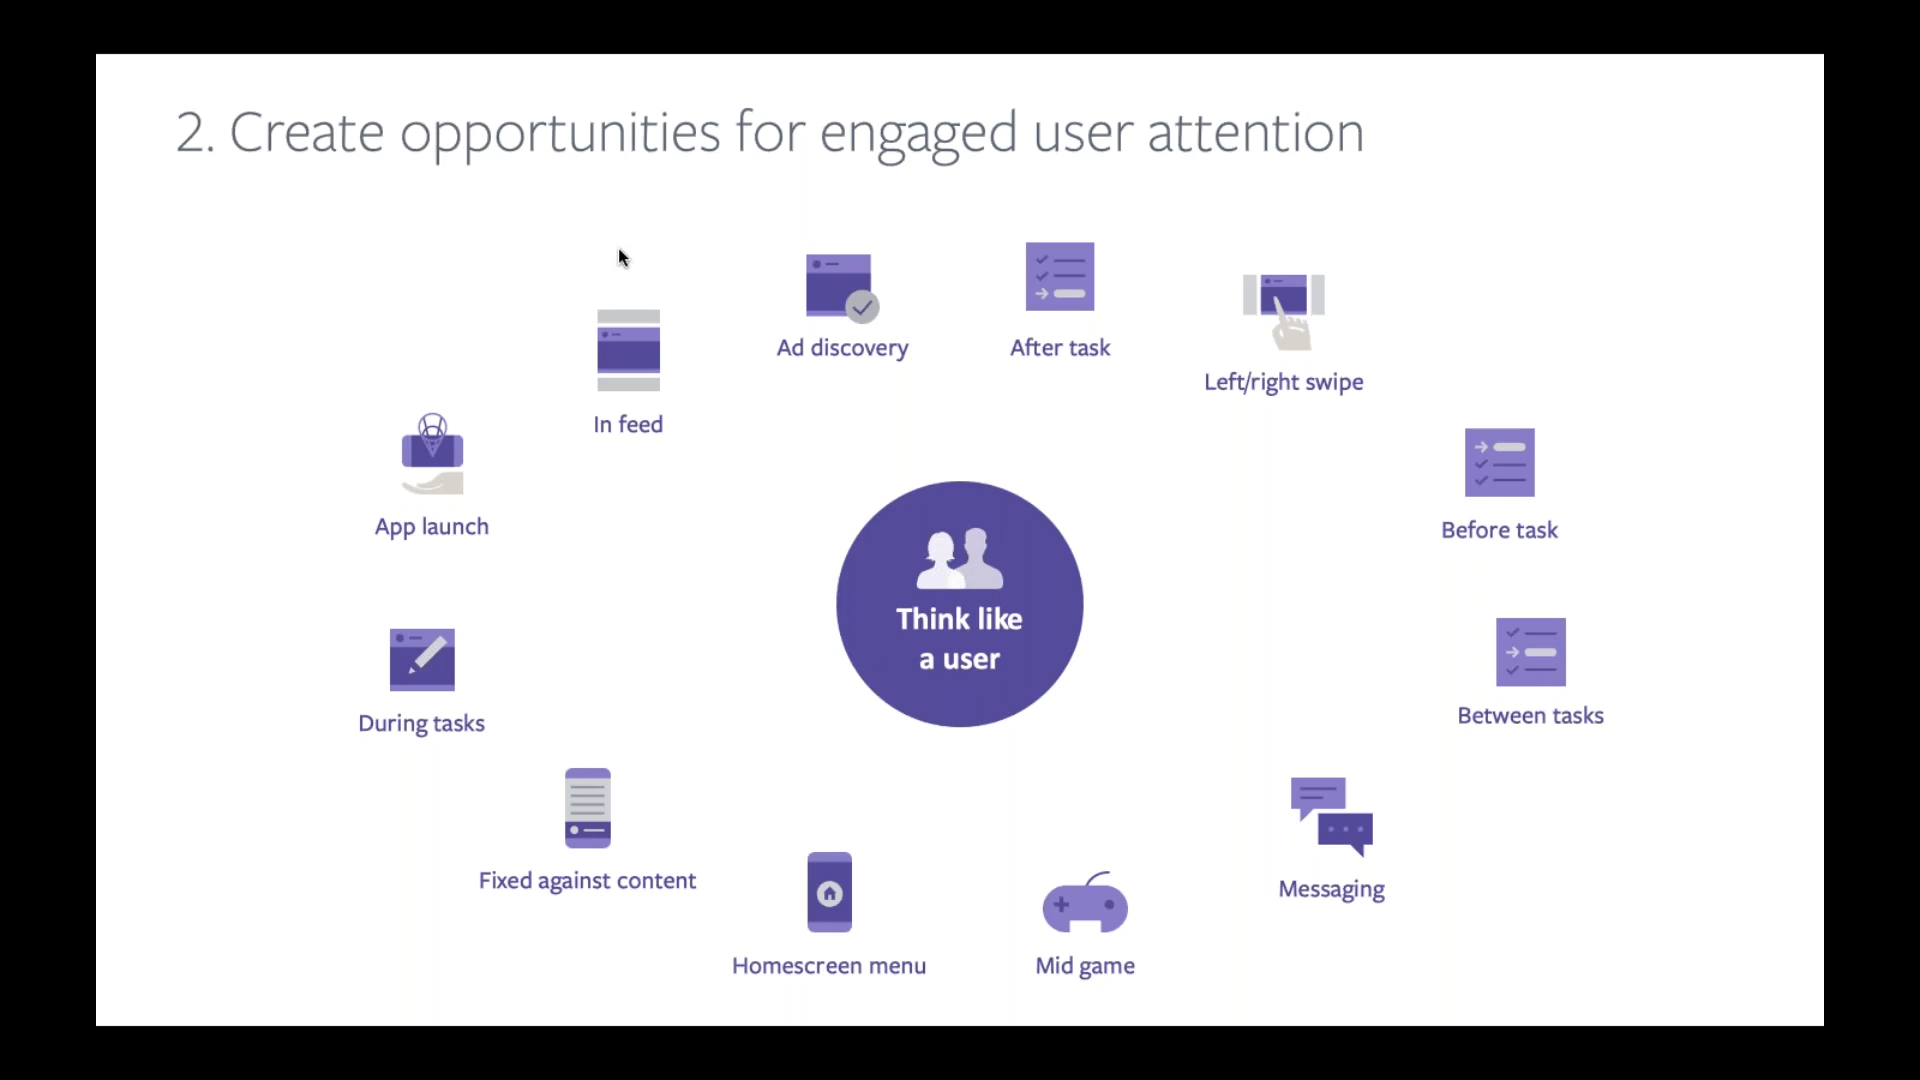 2. Create opportunities for engaged user attention
Ad discovery
After task
Left/right swipe
In feed
App launch
Before task
Think like
a user
During tasks
Between tasks
Fixed against content
Messaging
Homescreen menu
Mid game